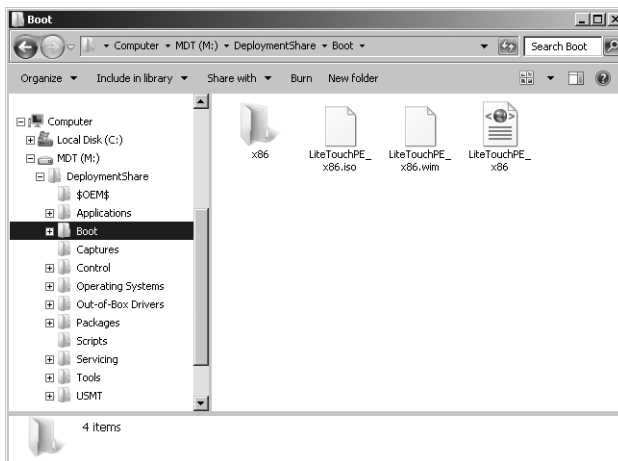 Boot
Computer ▸ MDT (M:) ▸ DeploymentShare ▸ Boot ▸
Search Boot
Organize ▼ Include in library ▼ Share with ▼ Burn New folder
Computer
Local Disk (C:)
MDT (M:)
DeploymentShare
$OEM$
Applications
Boot
Captures
Control
Operating Systems
Out-of-Box Drivers
Packages
Scripts
Servicing
Tools
USMT
x86
LiteTouchPE_
x86.iso
LiteTouchPE_
x86.wim
LiteTouchPE_
x86
4 items